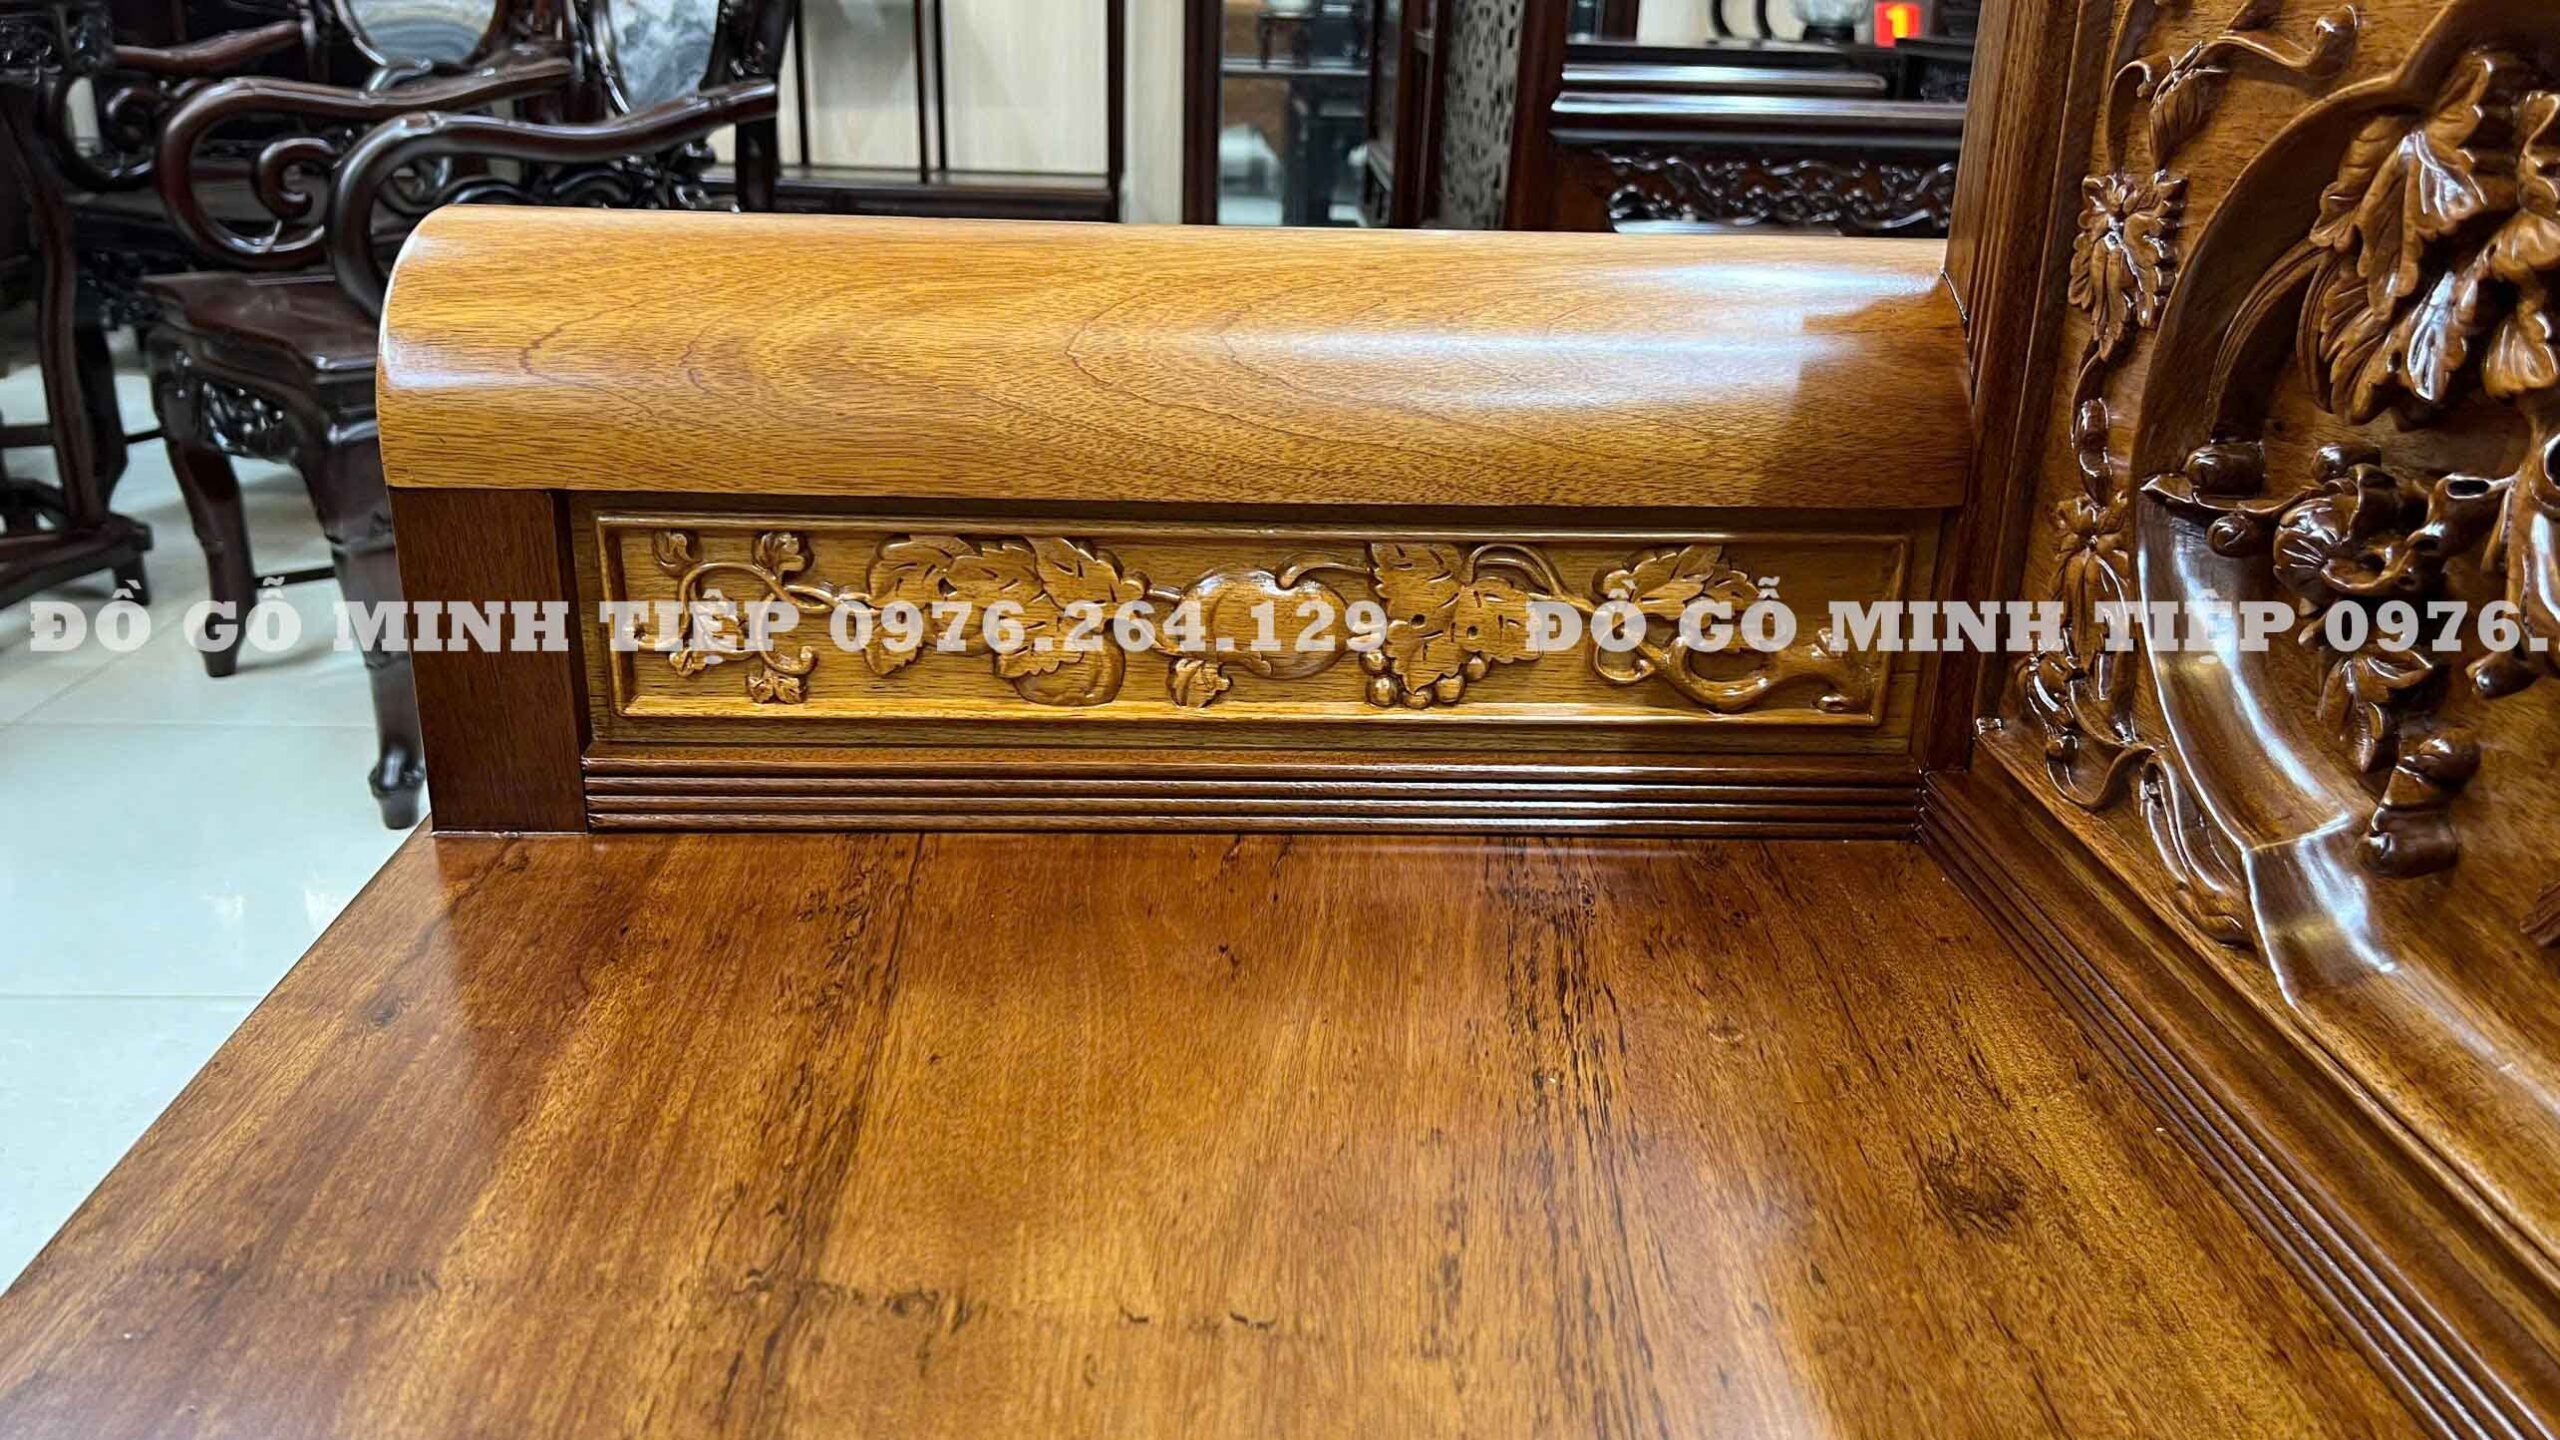 ĐỒ GỖ MINH TIỆP 0976.264.129 ĐỒ GỖ MINH TIỆP 0976.